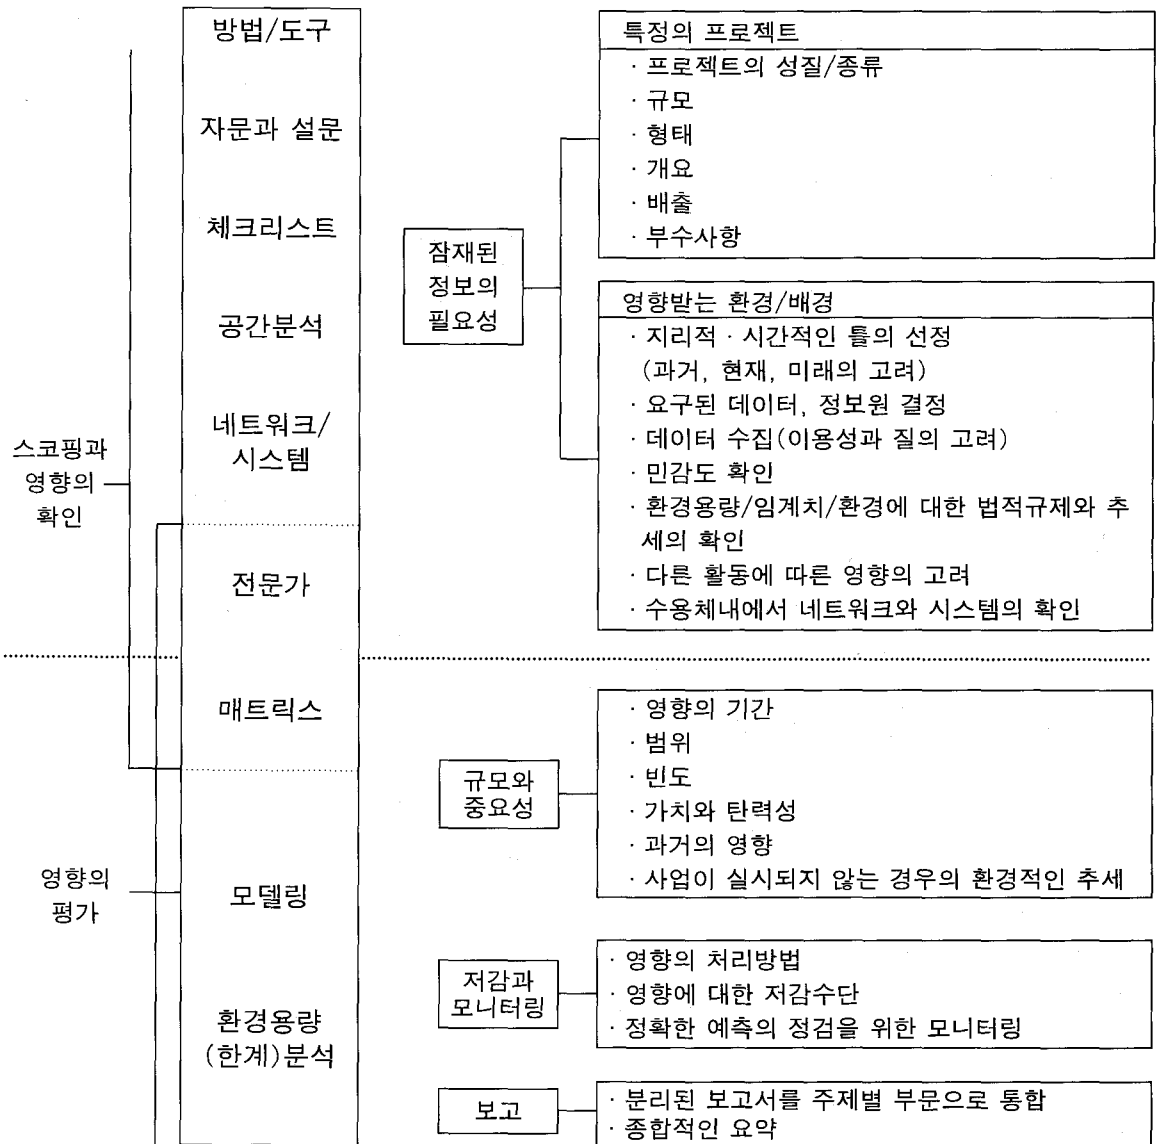 방법/도구
자문과 설문
체크리스트
공간분석
네트워크/
시스템
전문가
매트릭스
모델링
환경용량
(한계)분석
스코핑과
영향의
확인
영향의
평가
잠재된
정보의
필요성
특정의 프로젝트
· 프로젝트의 성질/종류
· 규모
· 형태
· 개요
· 배출
· 부수사항
영향받는 환경/배경
· 지리적 · 시간적인 틀의 선정
(과거, 현재, 미래의 고려)
· 요구된 데이터, 정보원 결정
· 데이터 수집(이용성과 질의 고려)
· 민감도 확인
· 환경용량/임계치/환경에 대한 법적규제와 추
세의 확인
· 다른 활동에 따른 영향의 고려
· 수용체내에서 네트워크와 시스템의 확인
규모와
중요성
· 영향의 기간
· 범위
· 빈도
· 가치와 탄력성
· 과거의 영향
· 사업이 실시되지 않는 경우의 환경적인 추세
저감과
모니터링
· 영향의 처리방법
· 영향에 대한 저감수단
· 정확한 예측의 정검을 위한 모니터링
보고
· 분리된 보고서를 주제별 부문으로 통합
· 종합적인 요약